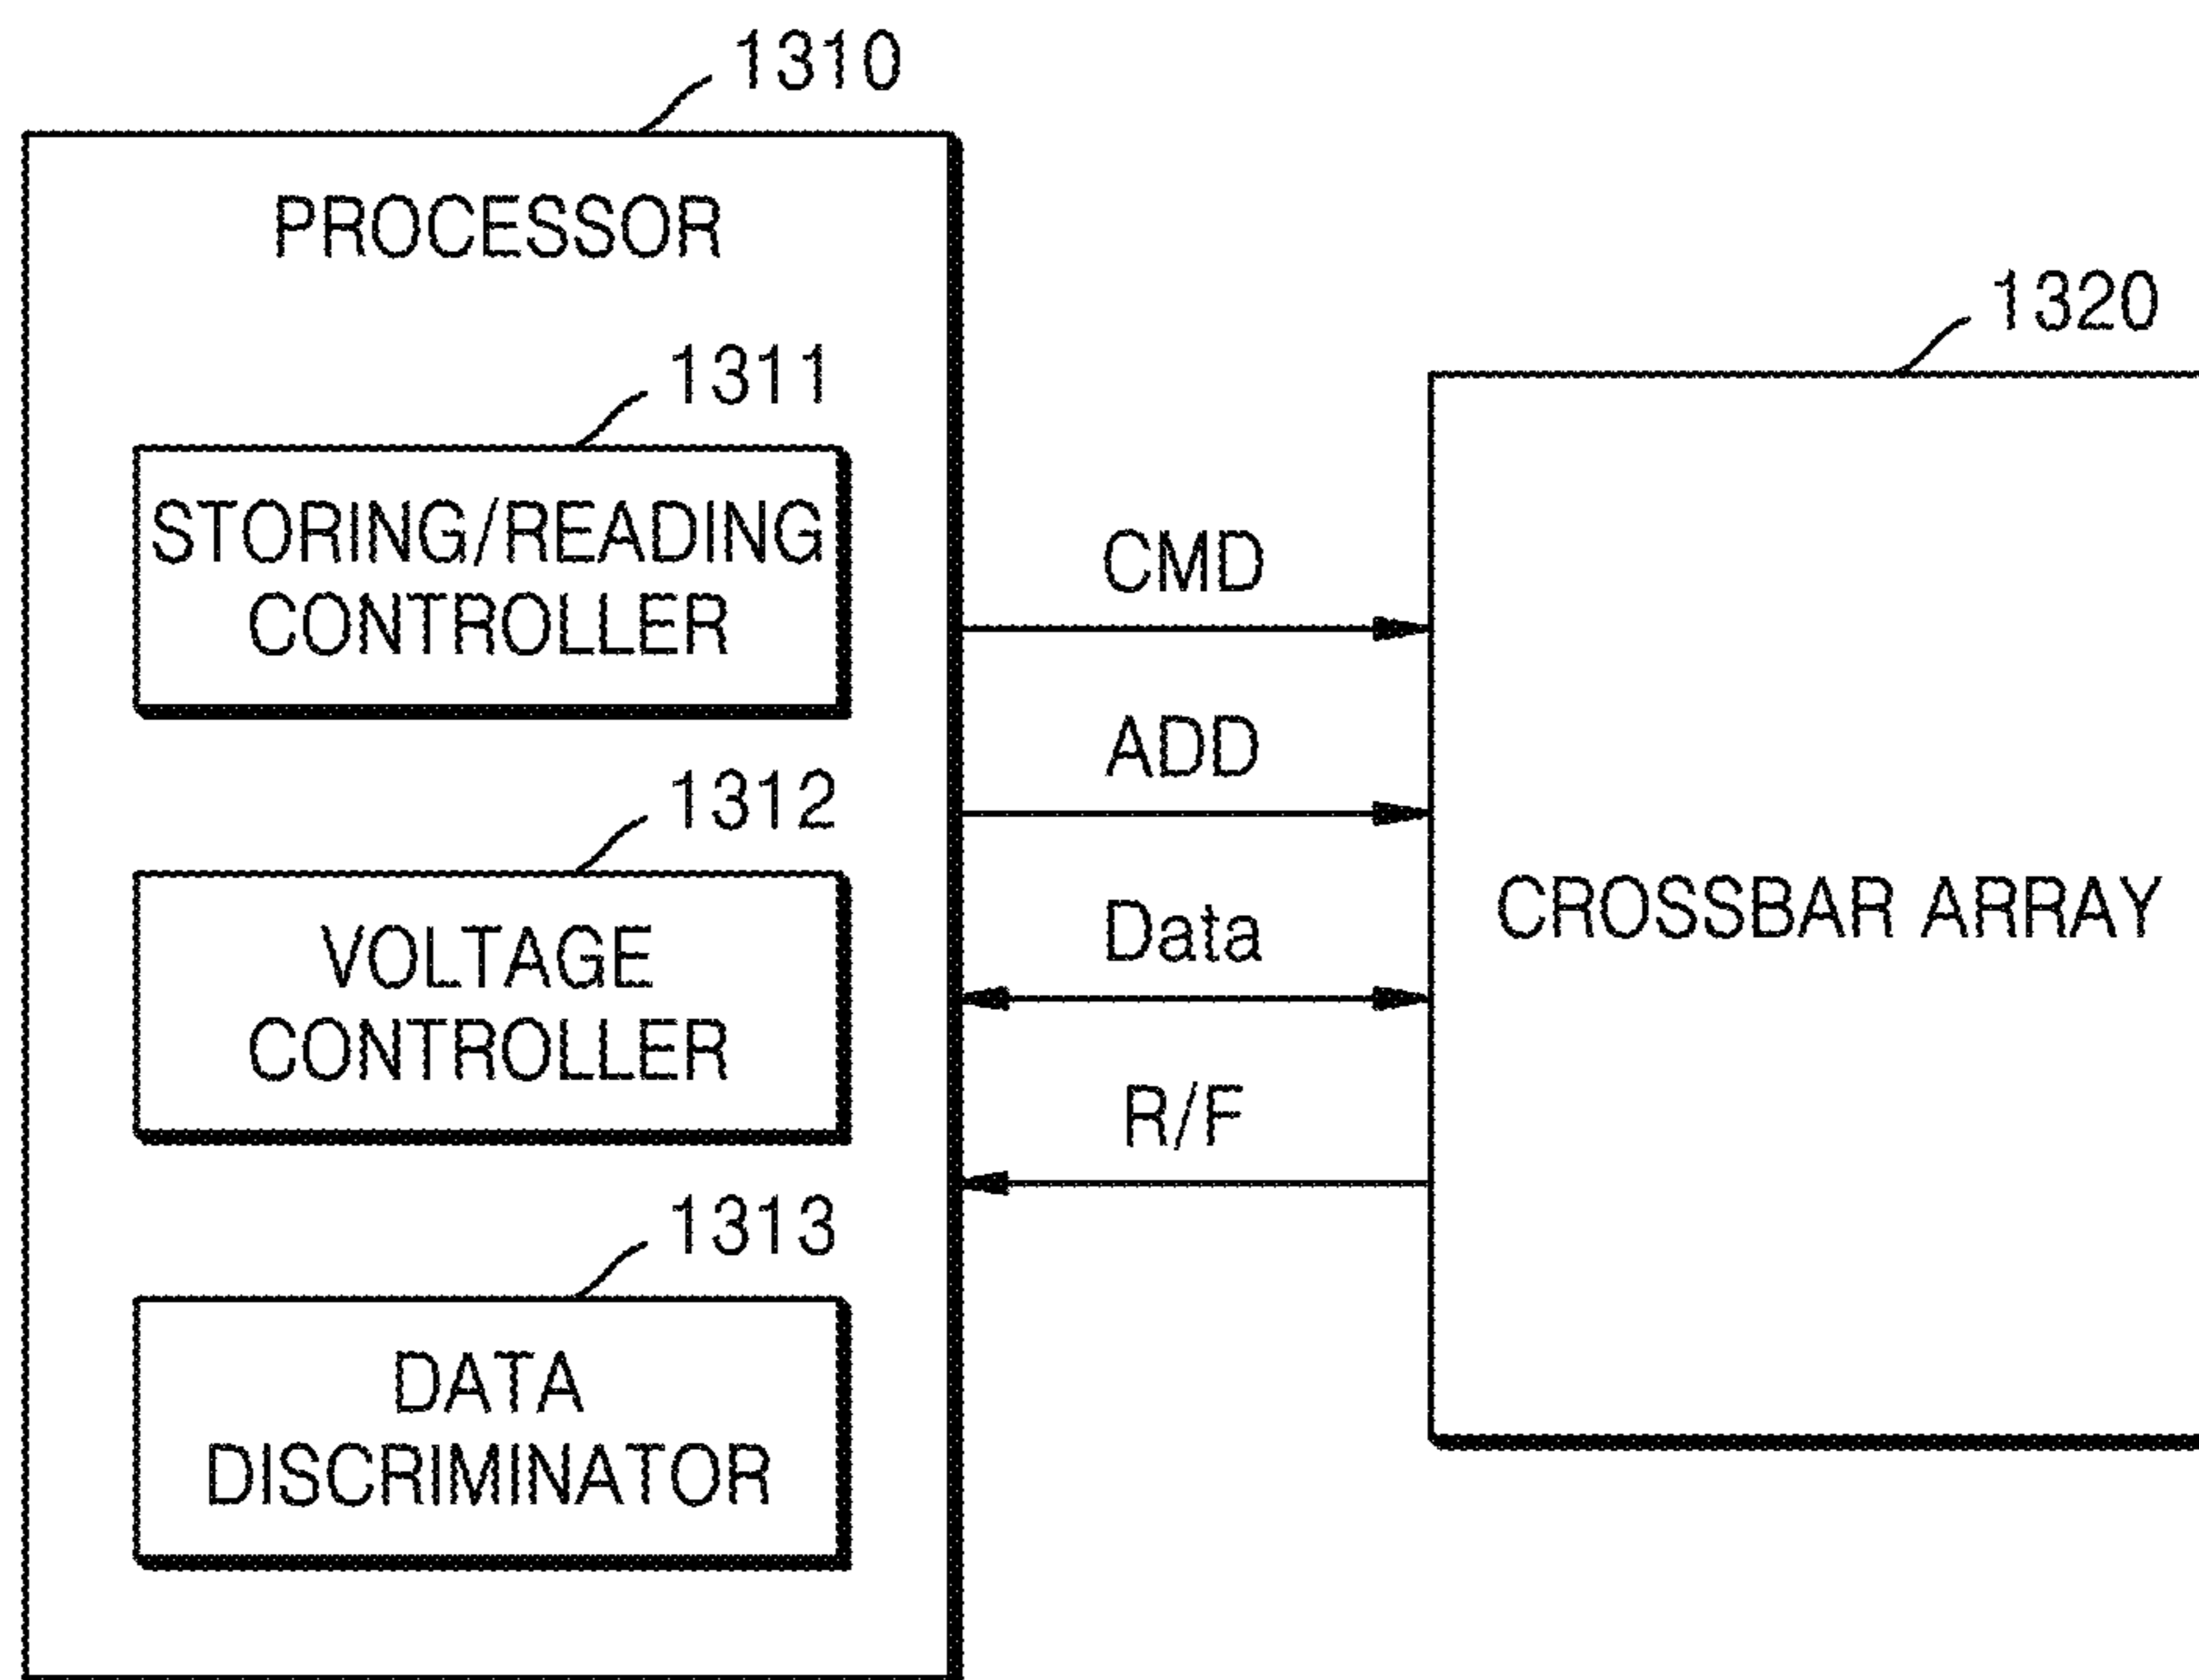 1310
PROCESSOR
1311
STORING/READING
CONTROLLER
1312
VOLTAGE
CONTROLLER
1313
DATA
DISCRIMINATOR
CMD
ADD
Data
R/F
1320
CROSSBAR ARRAY